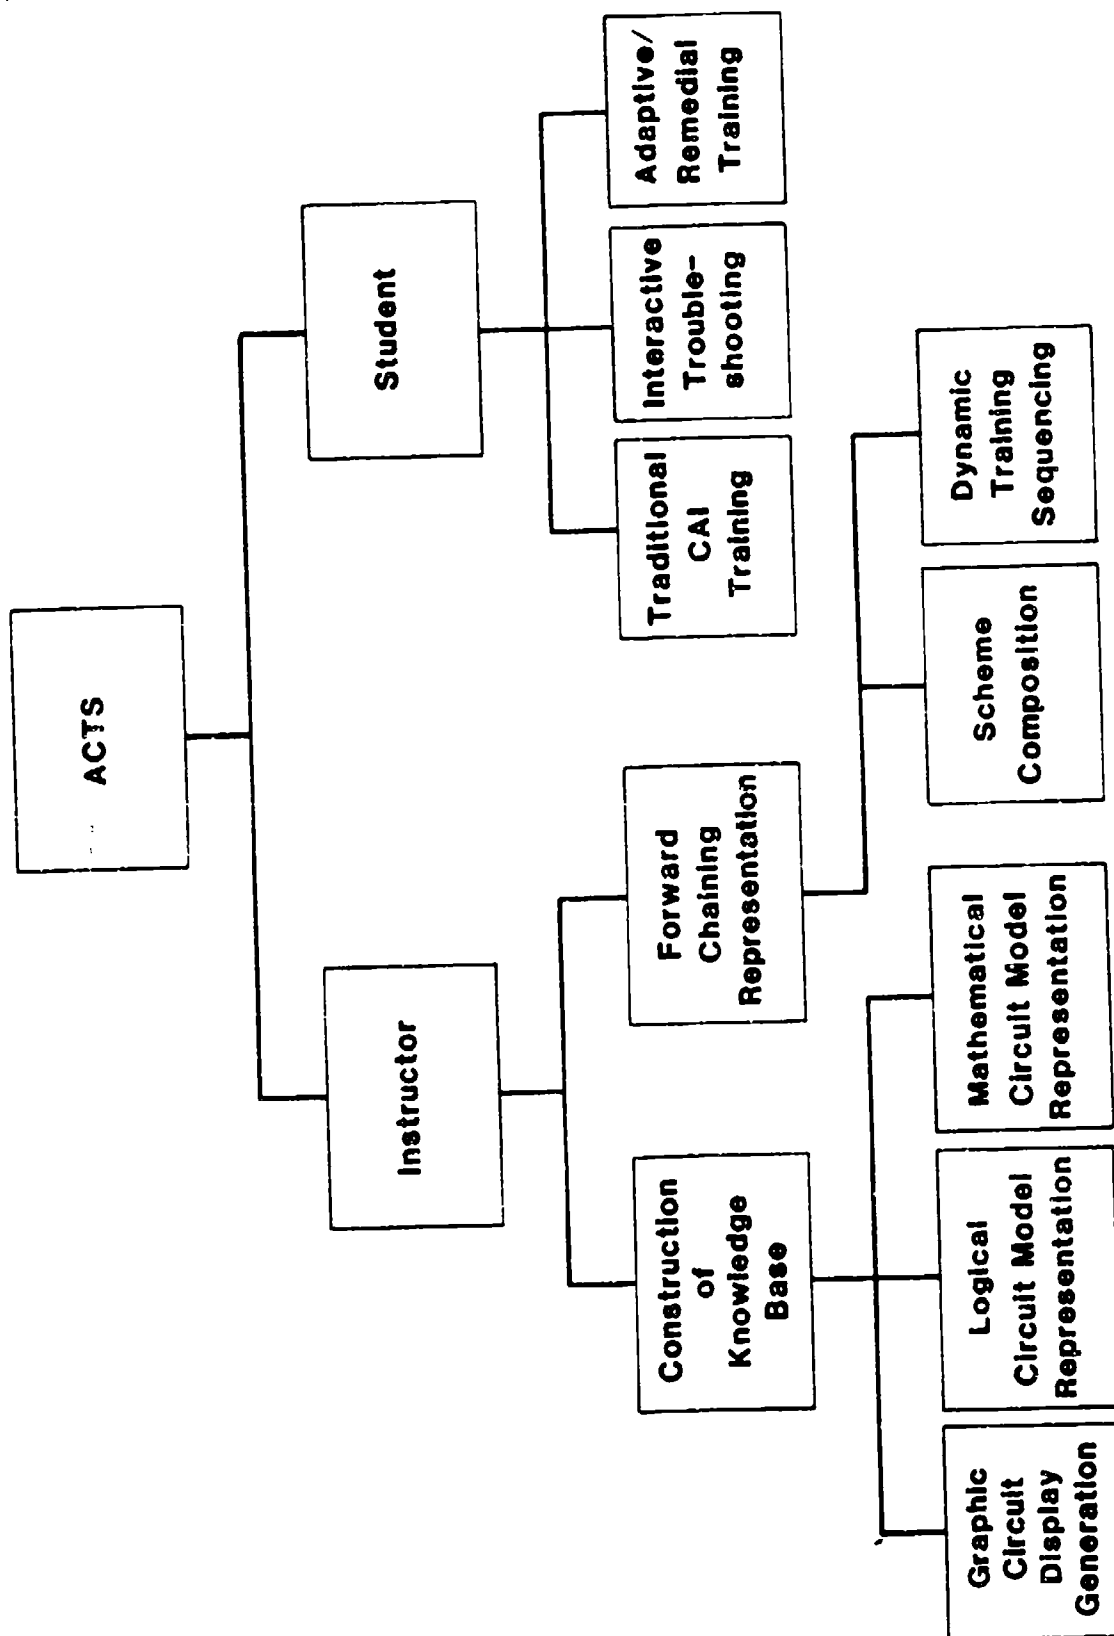 ACTS
Instructor
Student
Construction
of
Knowledge
Base
Forward
Chaining
Representation
Traditional
CAI
Training
Interactive
Trouble-
shooting
Adaptive/
Remedial
Training
Graphic
Circuit
Display
Generation
Logical
Circuit Model
Representation
Mathematical
Circuit Model
Representation
Scheme
Composition
Dynamic
Training
Sequencing